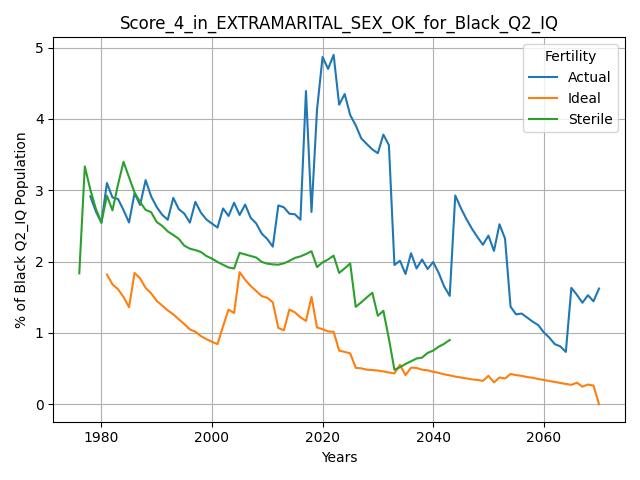 Score_4_in_EXTRAMARITAL_SEX_OK_for_Black_Q2_IQ
Fertility
Actual
Ideal
Sterile
% of Black Q2_IQ Population
5
4
3
2
1
0
1980 2000 2020 2040 2060
Years